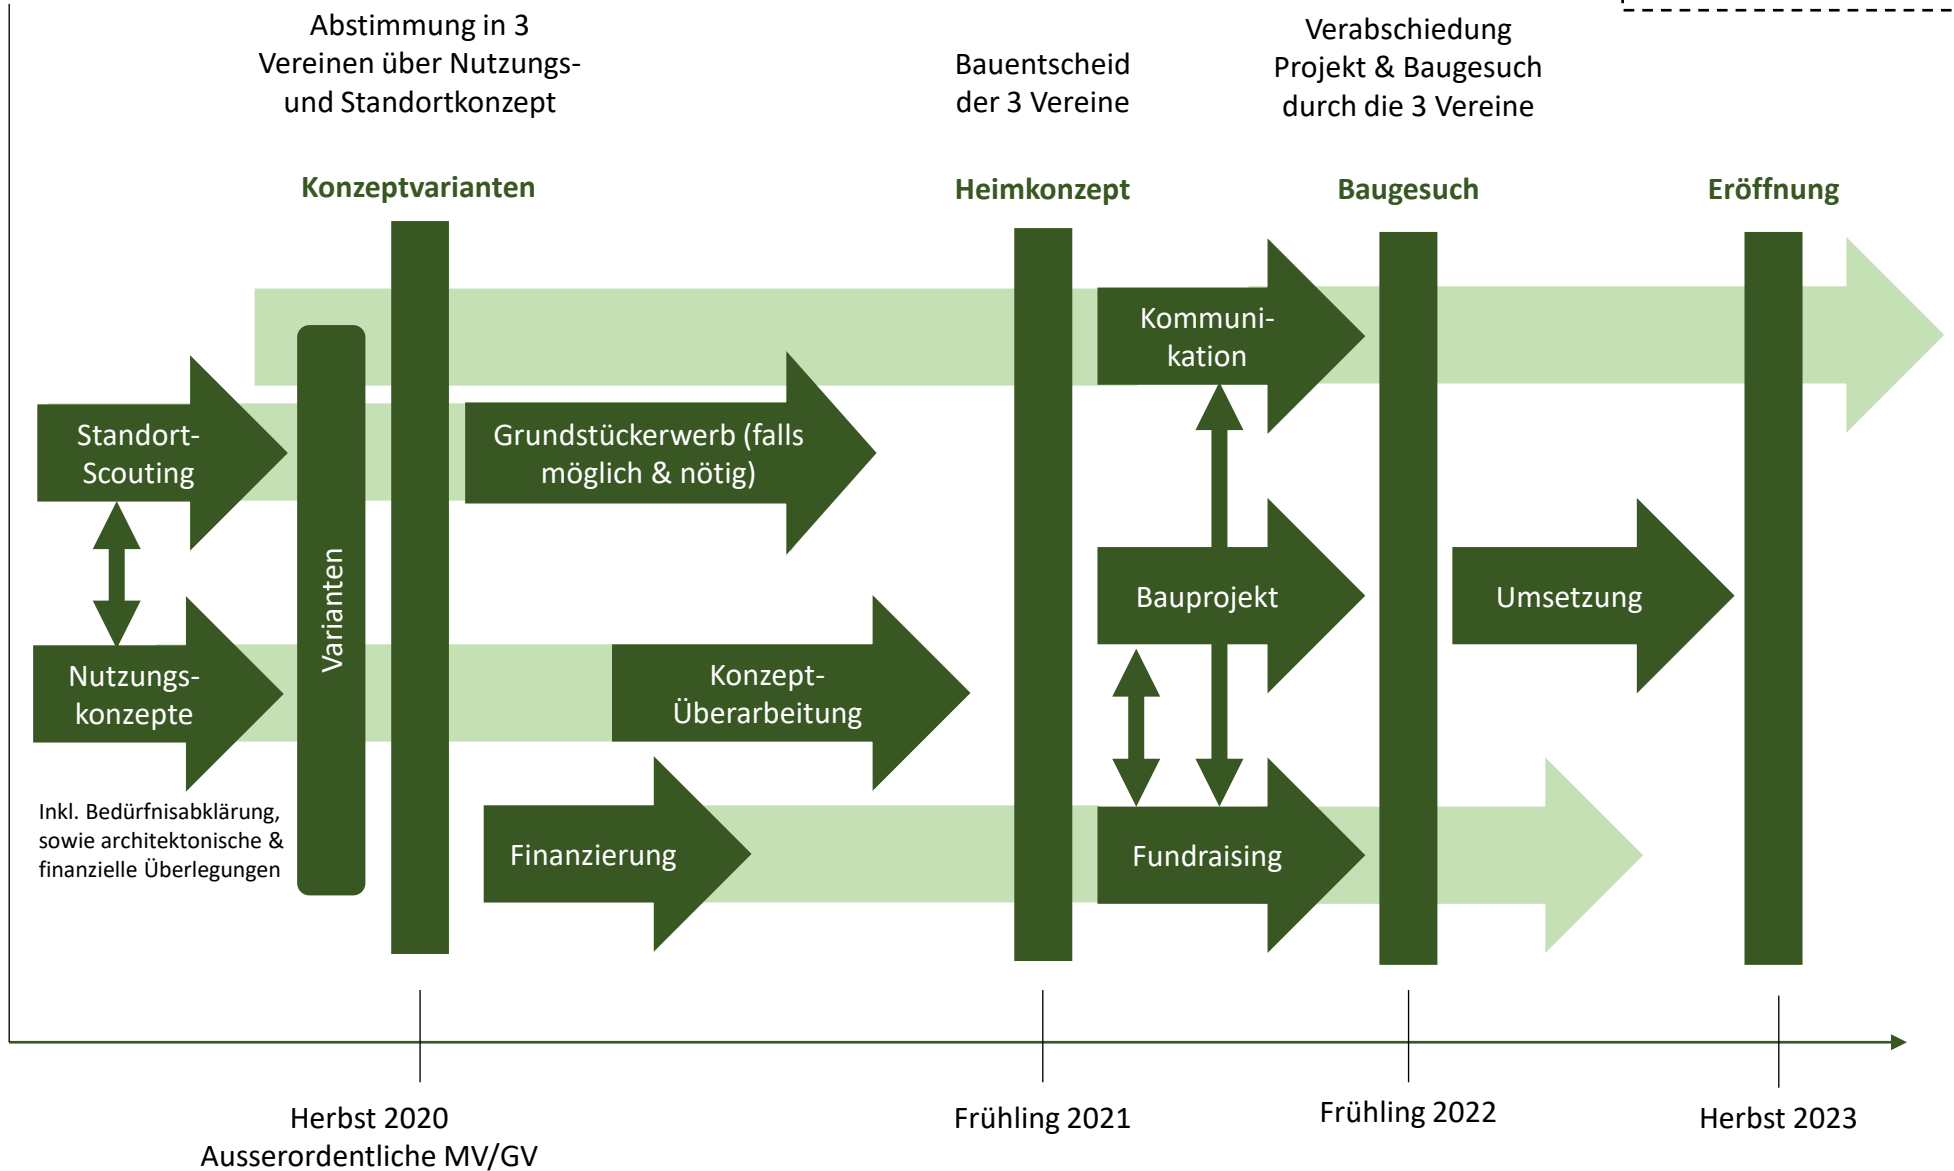 Abstimmung in 3
Vereinen über Nutzungs-
und Standortkonzept
Bauentscheid
der 3 Vereine
Verabschiedung
Projekt & Baugesuch
durch die 3 Vereine
Konzeptvarianten
Heimkonzept
Baugesuch
Eröffnung
Kommuni-
kation
Standort-
Scouting
Grundstückerwerb (falls
möglich & nötig)
Varianten
Bauprojekt
Umsetzung
Nutzungs-
konzepte
Konzept-
Überarbeitung
Inkl. Bedürfnisabklärung,
sowie architektonische &
finanzielle Überlegungen
Finanzierung
Fundraising
Herbst 2020
Ausserordentliche MV/GV
Frühling 2021
Frühling 2022
Herbst 2023